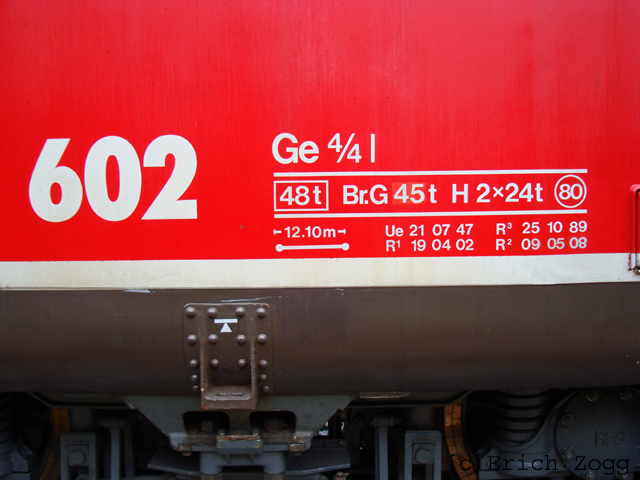 602
Ge 4/4 I
48t Br.G 45t H 2×24t 80
12.10m Ue 21 07 47 R³ 25 10 89
R¹ 19 04 02 R² 09 05 08
(c)Erich Zogg